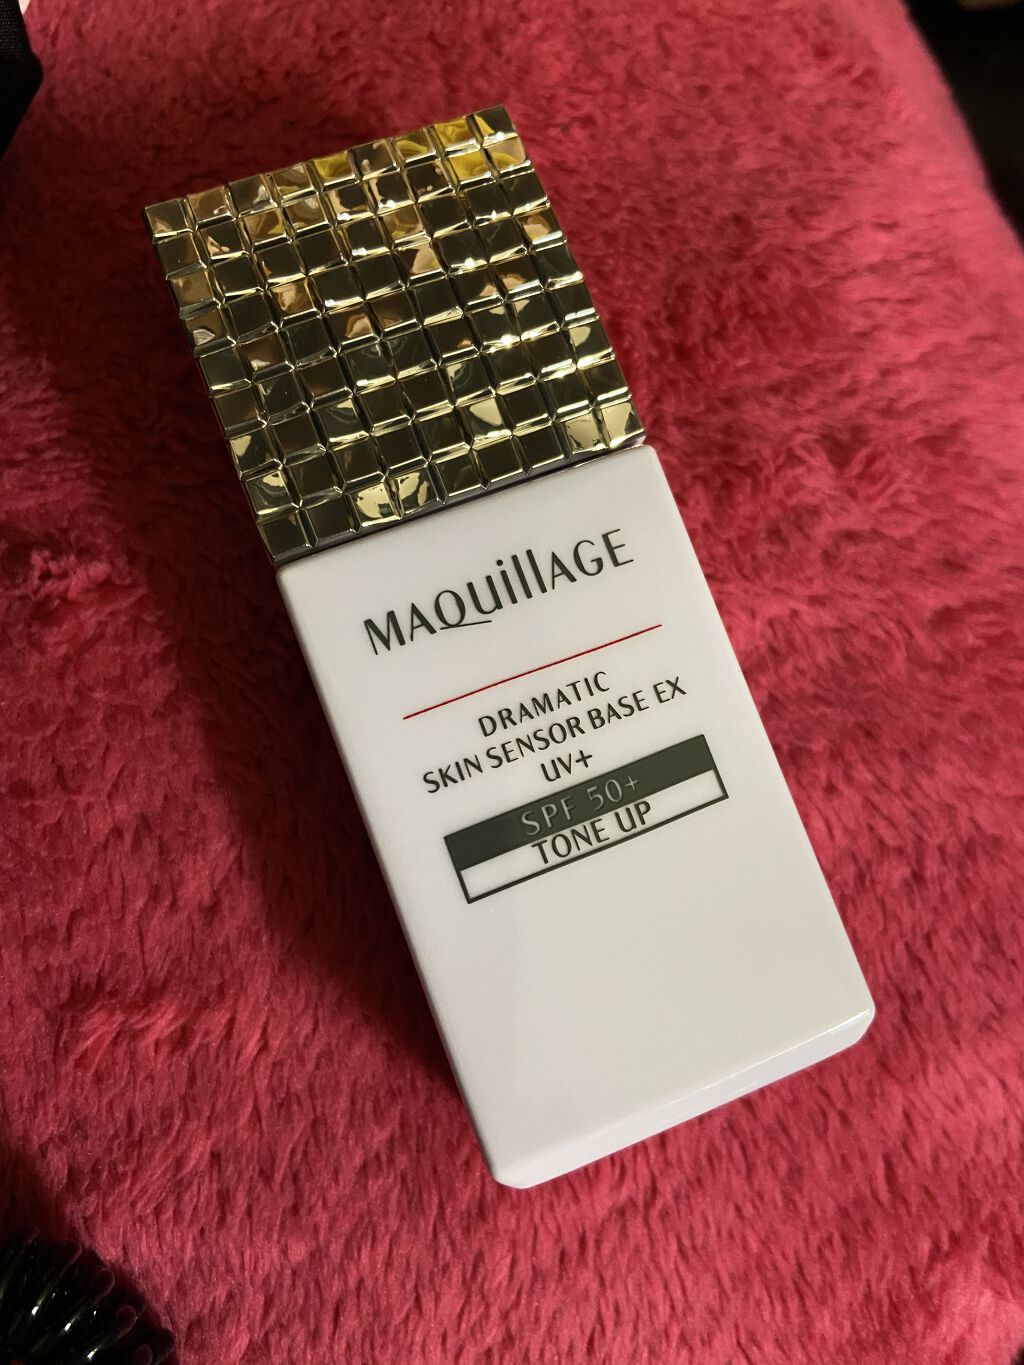 MAQuillAGE
DRAMATIC
SKIN SENSOR BASE EX
UV+
SPF 50+
TONE UP